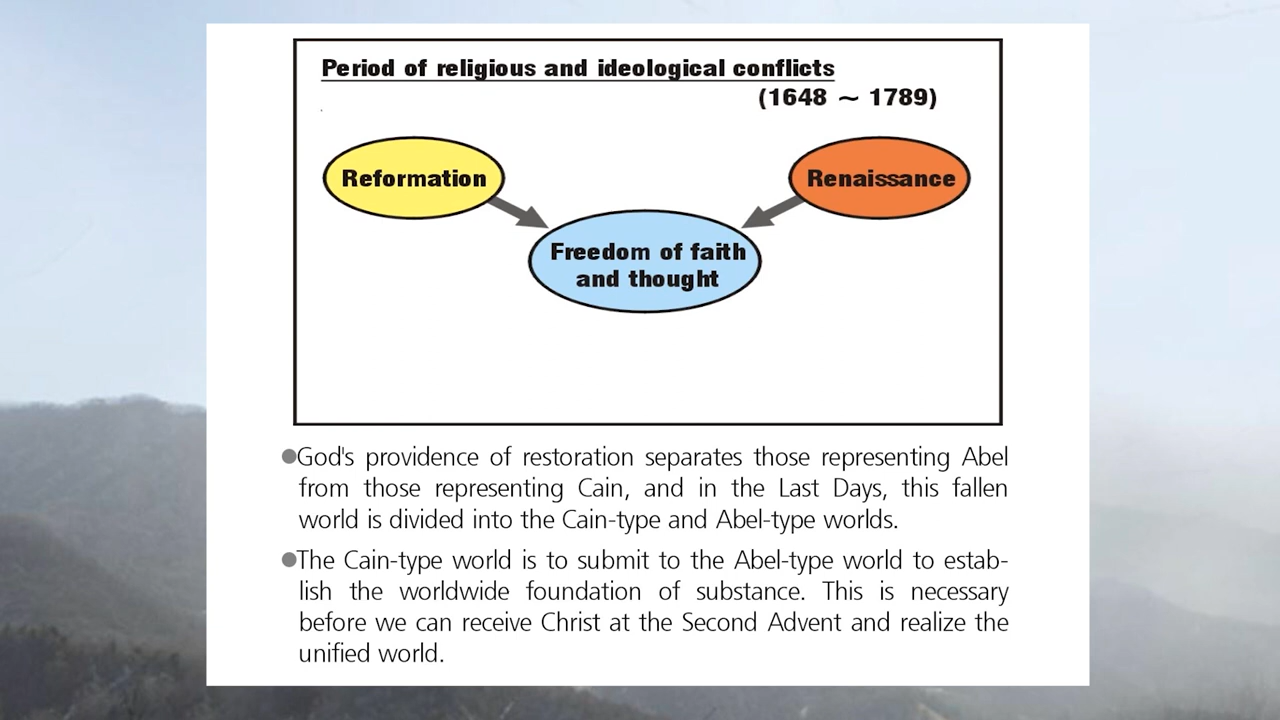 Period of religious and ideological conflicts
(1648 ~ 1789)
Reformation
Renaissance
Freedom of faith
and thought
●God's providence of restoration separates those representing Abel
from those representing Cain, and in the Last Days, this fallen
world is divided into the Cain-type and Abel-type worlds.
●The Cain-type world is to submit to the Abel-type world to estab-
lish the worldwide foundation of substance. This is necessary
before we can receive Christ at the Second Advent and realize the
unified world.